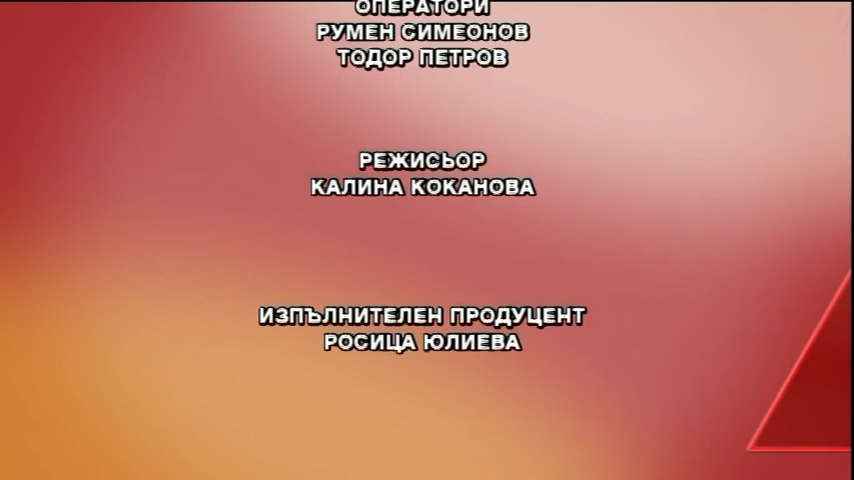 ОПЕРАТОРИ
РУМЕН СИМЕОНОВ
ТОДОР ПЕТРОВ
РЕЖИСЬОР
КАЛИНА КОКАНОВА
ИЗПЪЛНИТЕЛЕН ПРОДУЦЕНТ
РОСИЦА ЮЛИЕВА